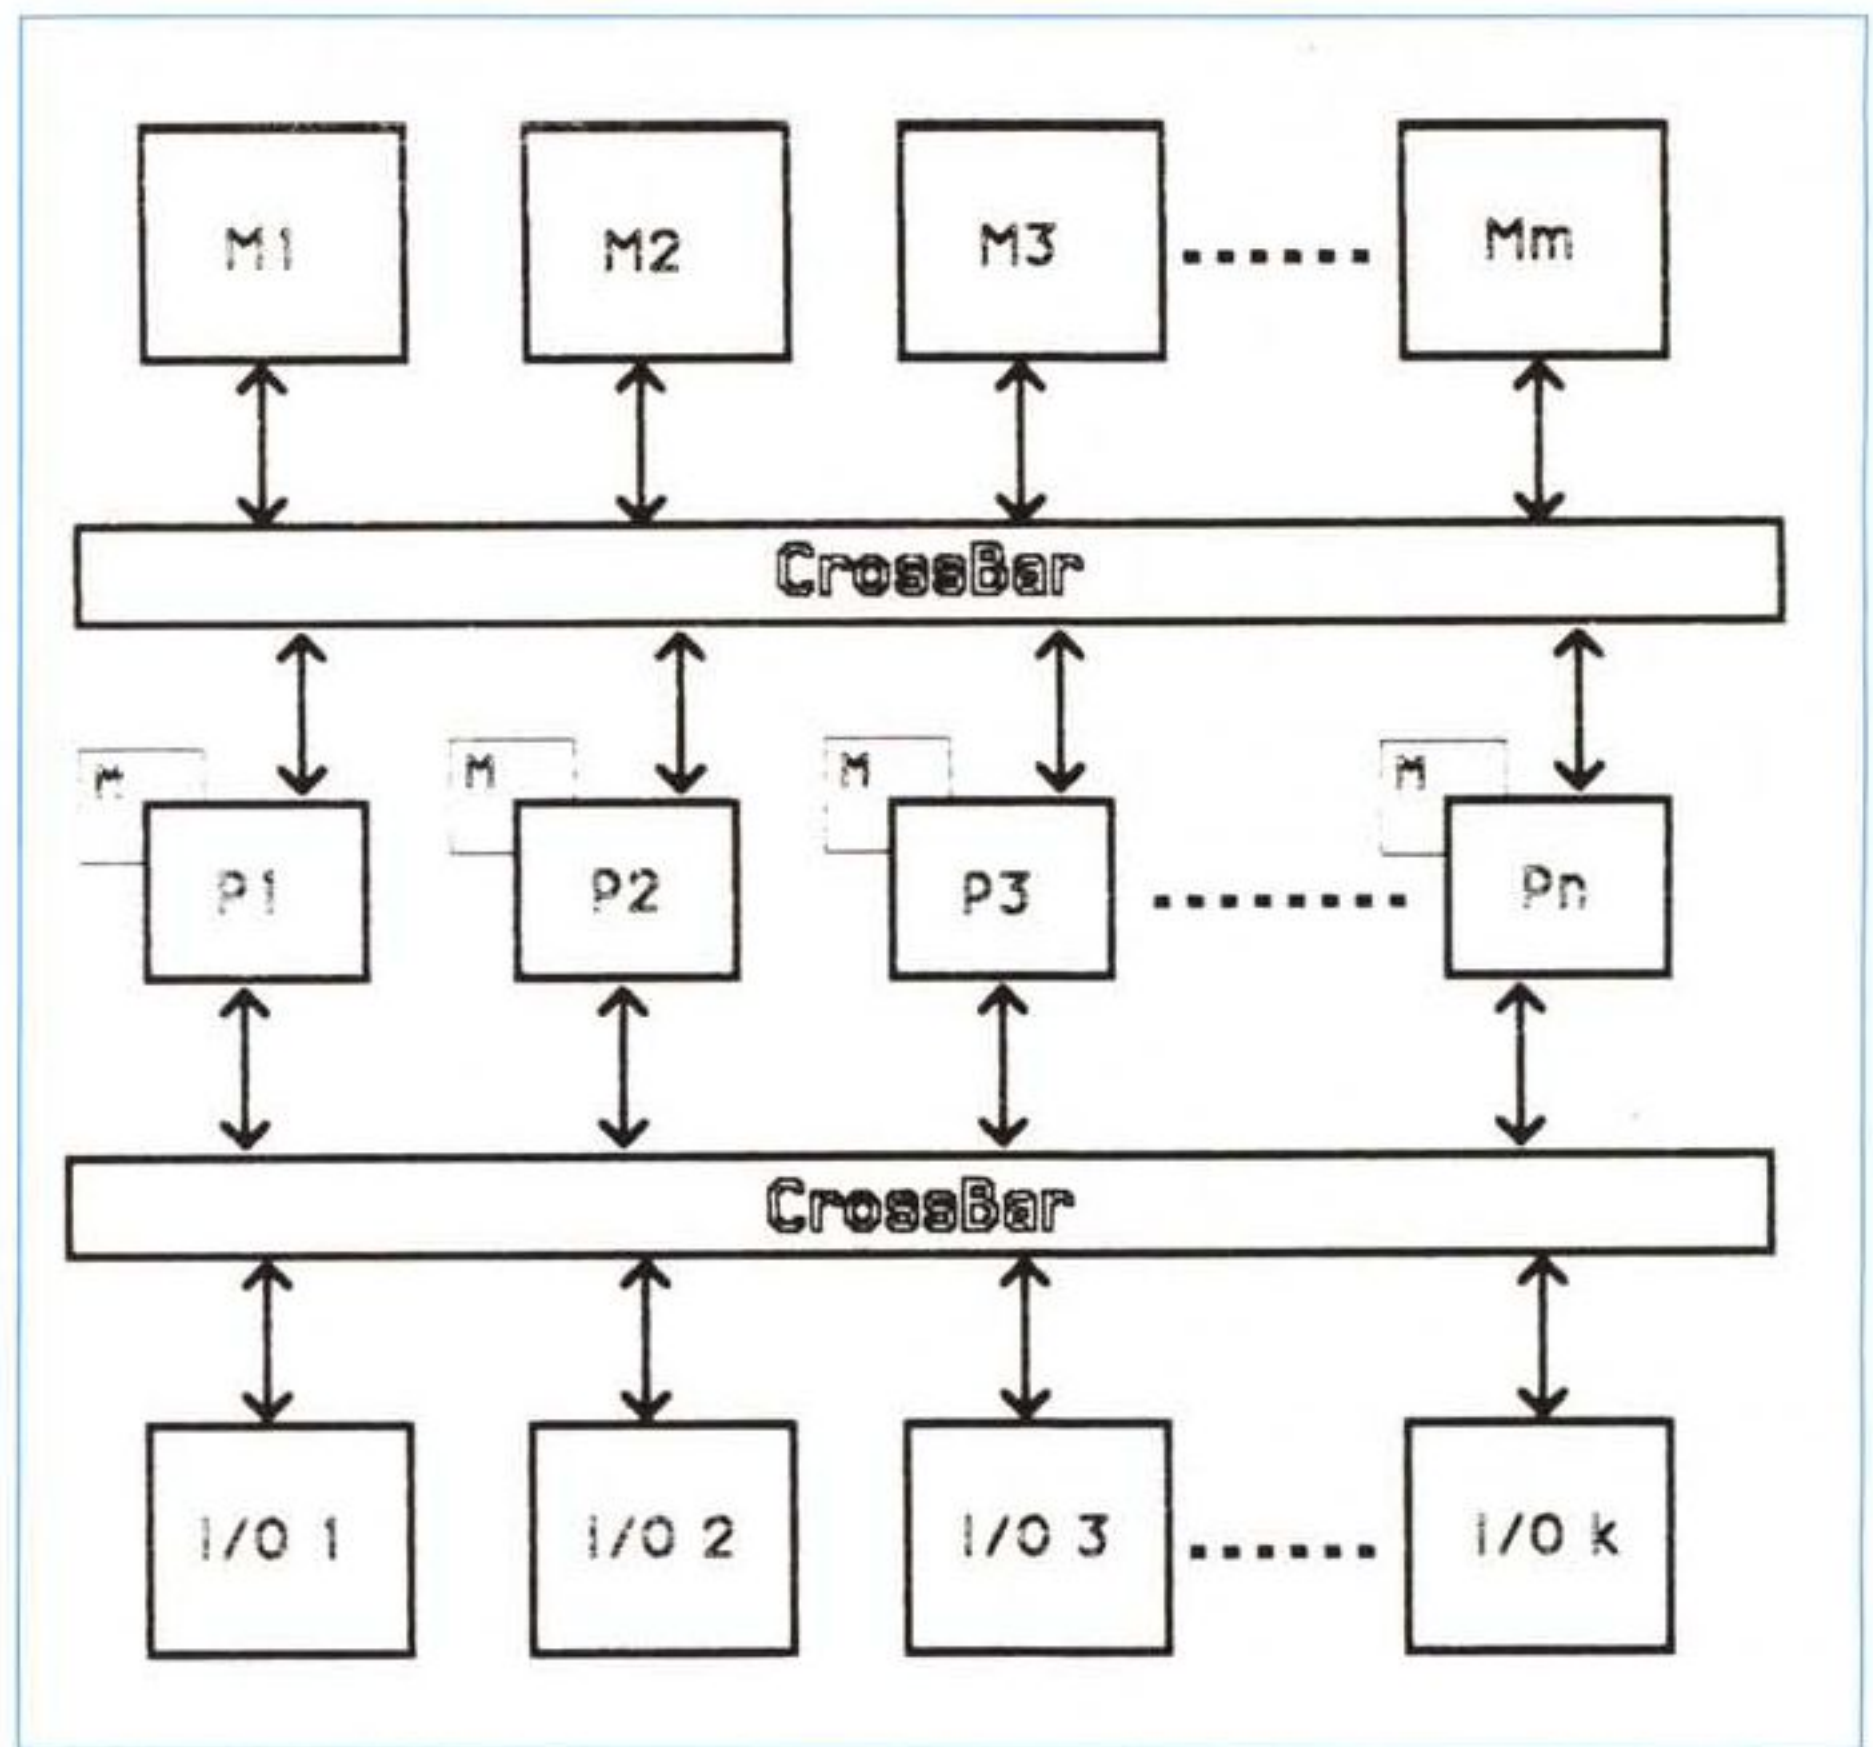 M1 M2 M3 Mm
CrossBar
M M M M
P1 P2 P3 Pn
CrossBar
I/O 1 I/O 2 I/O 3 I/O k